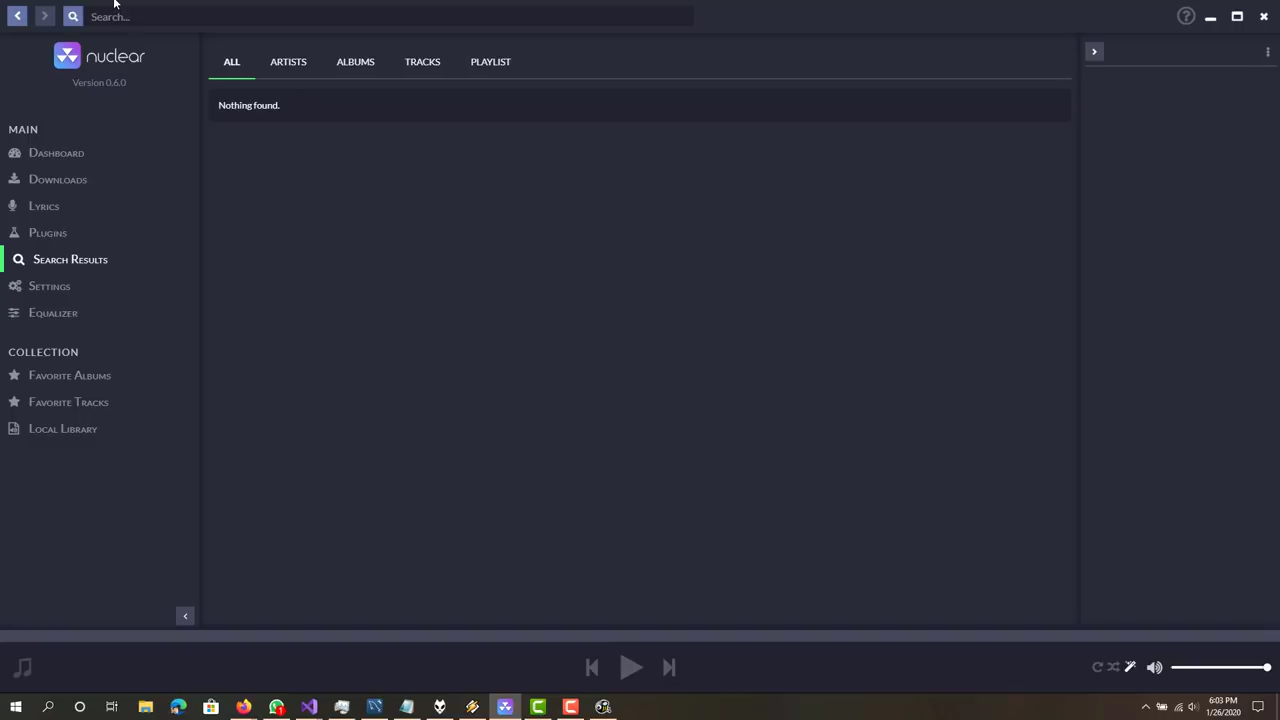 Search...
nuclear
Version 0.6.0
MAIN
Dashboard
Downloads
Lyrics
Plugins
Search Results
Settings
Equalizer
COLLECTION
Favorite Albums
Favorite Tracks
Local Library
ALL ARTISTS ALBUMS TRACKS PLAYLIST
Nothing found.
6:03 PM
1/26/2020